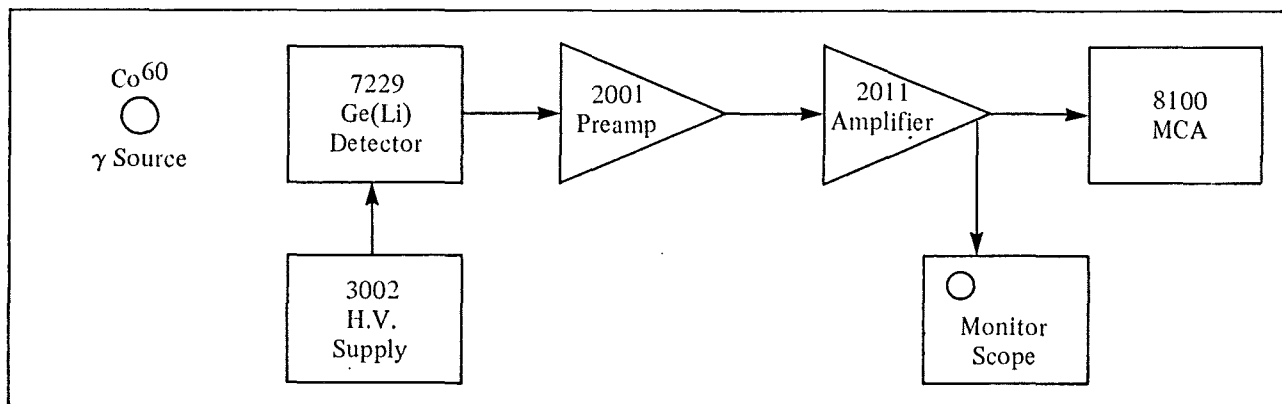 Co60
γ Source
7229
Ge(Li)
Detector
2001
Preamp
2011
Amplifier
8100
MCA
3002
H.V.
Supply
Monitor
Scope